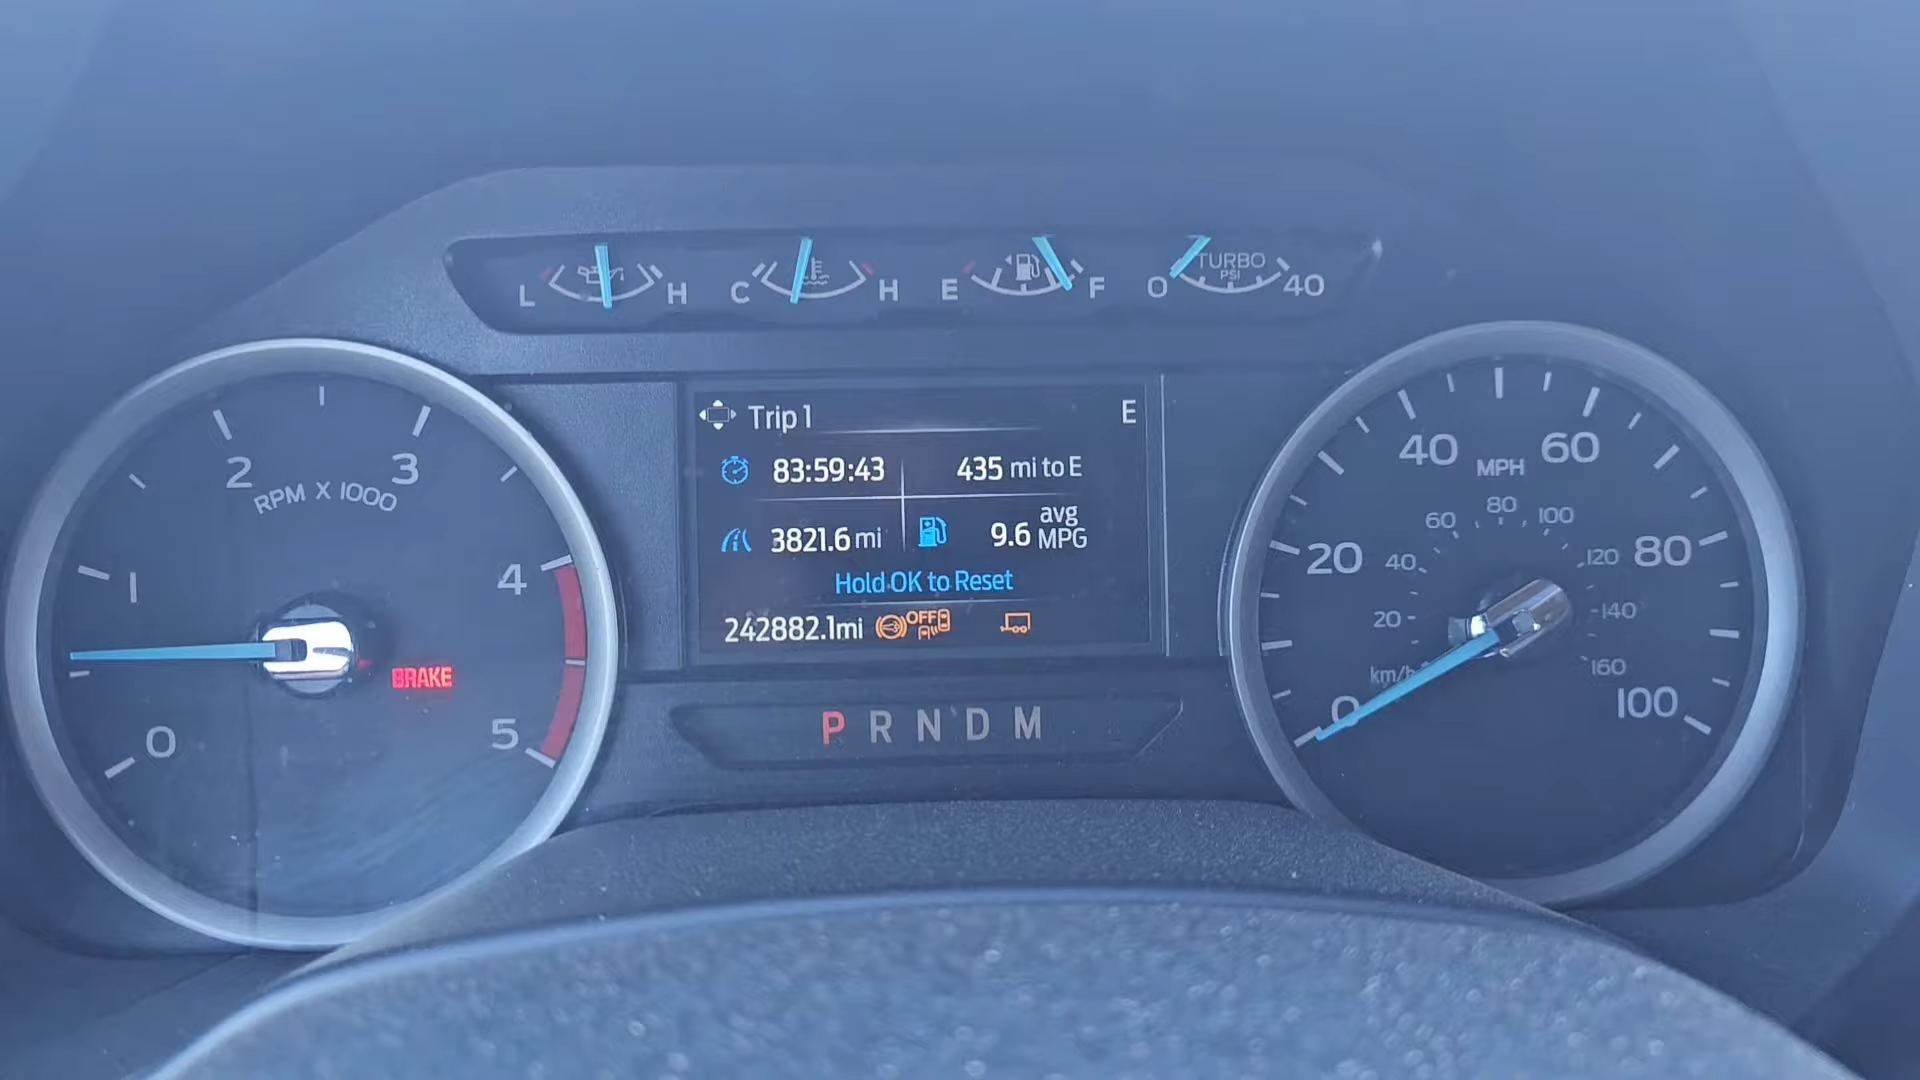 L H C H E F 0 TURBO PSI 40
Trip 1 E
83:59:43 435 mi to E
3821.6 mi 9.6 avg MPG
Hold OK to Reset
242882.1mi OFF
P R N D M
0 1 2 3 4 5
RPM X 1000
BRAKE
0 20 40 60 80 100
MPH
20 40 60 80 100 120 140 160
km/h